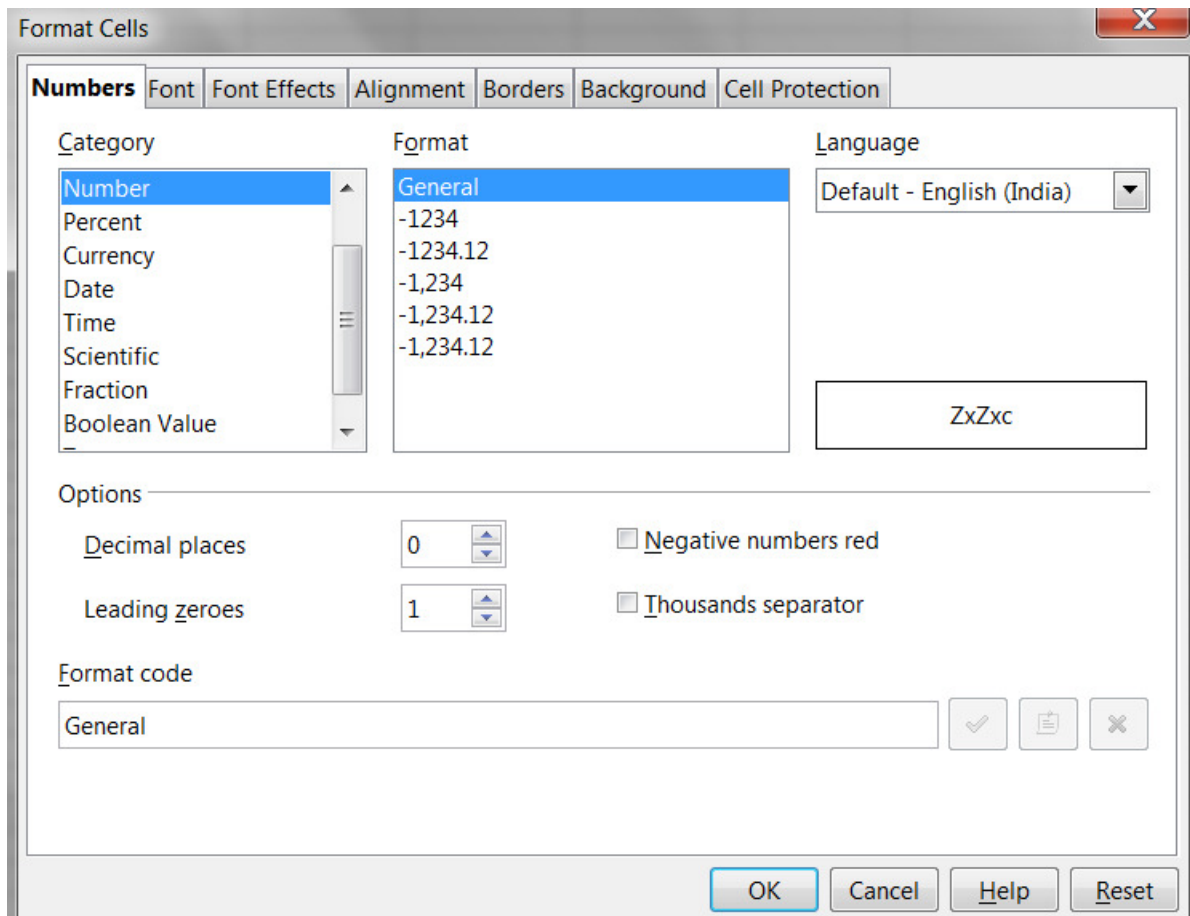 Format Cells
X
Numbers Font Font Effects Alignment Borders Background Cell Protection
Category
Number
Percent
Currency
Date
Time
Scientific
Fraction
Boolean Value
Format
General
-1234
-1234.12
-1,234
-1,234.12
-1,234.12
Language
Default - English (India)
ZxZxc
Options
Decimal places 0
Negative numbers red
Leading zeroes 1
Thousands separator
Format code
General
OK Cancel Help Reset